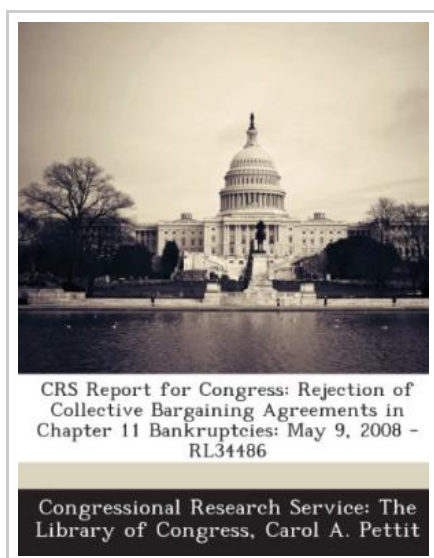 CRS Report for Congress: Rejection of
Collective Bargaining Agreements in
Chapter 11 Bankruptcies: May 9, 2008 -
RL34486
Congressional Research Service: The
Library of Congress, Carol A. Pettit